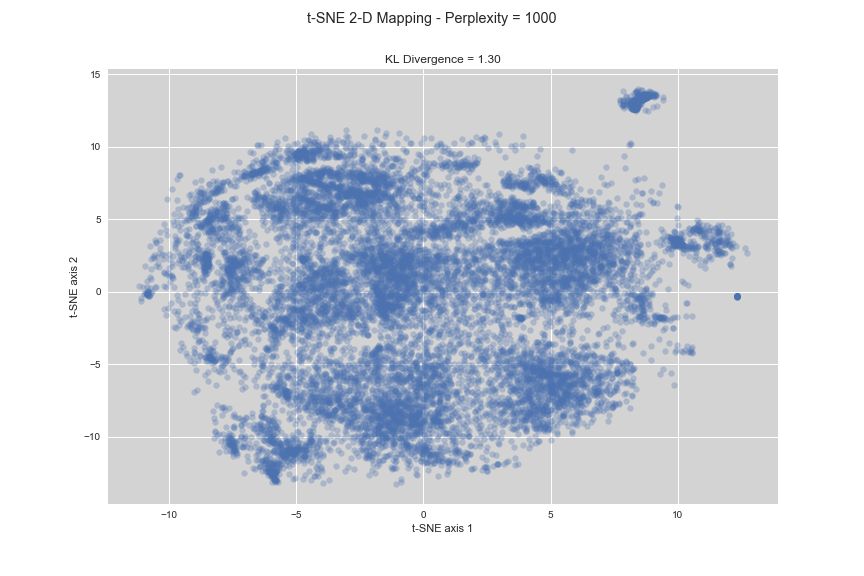 t-SNE 2-D Mapping - Perplexity = 1000
KL Divergence = 1.30
15
10
5
0
−5
−10
t-SNE axis 2
−10 −5 0 5 10
t-SNE axis 1